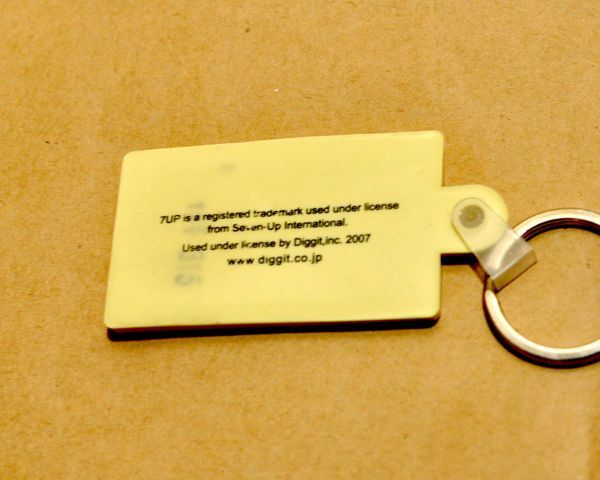 7UP is a registered trademark used under license
from Seven-Up International.
Used under license by Diggit,inc. 2007
www.diggit.co.jp